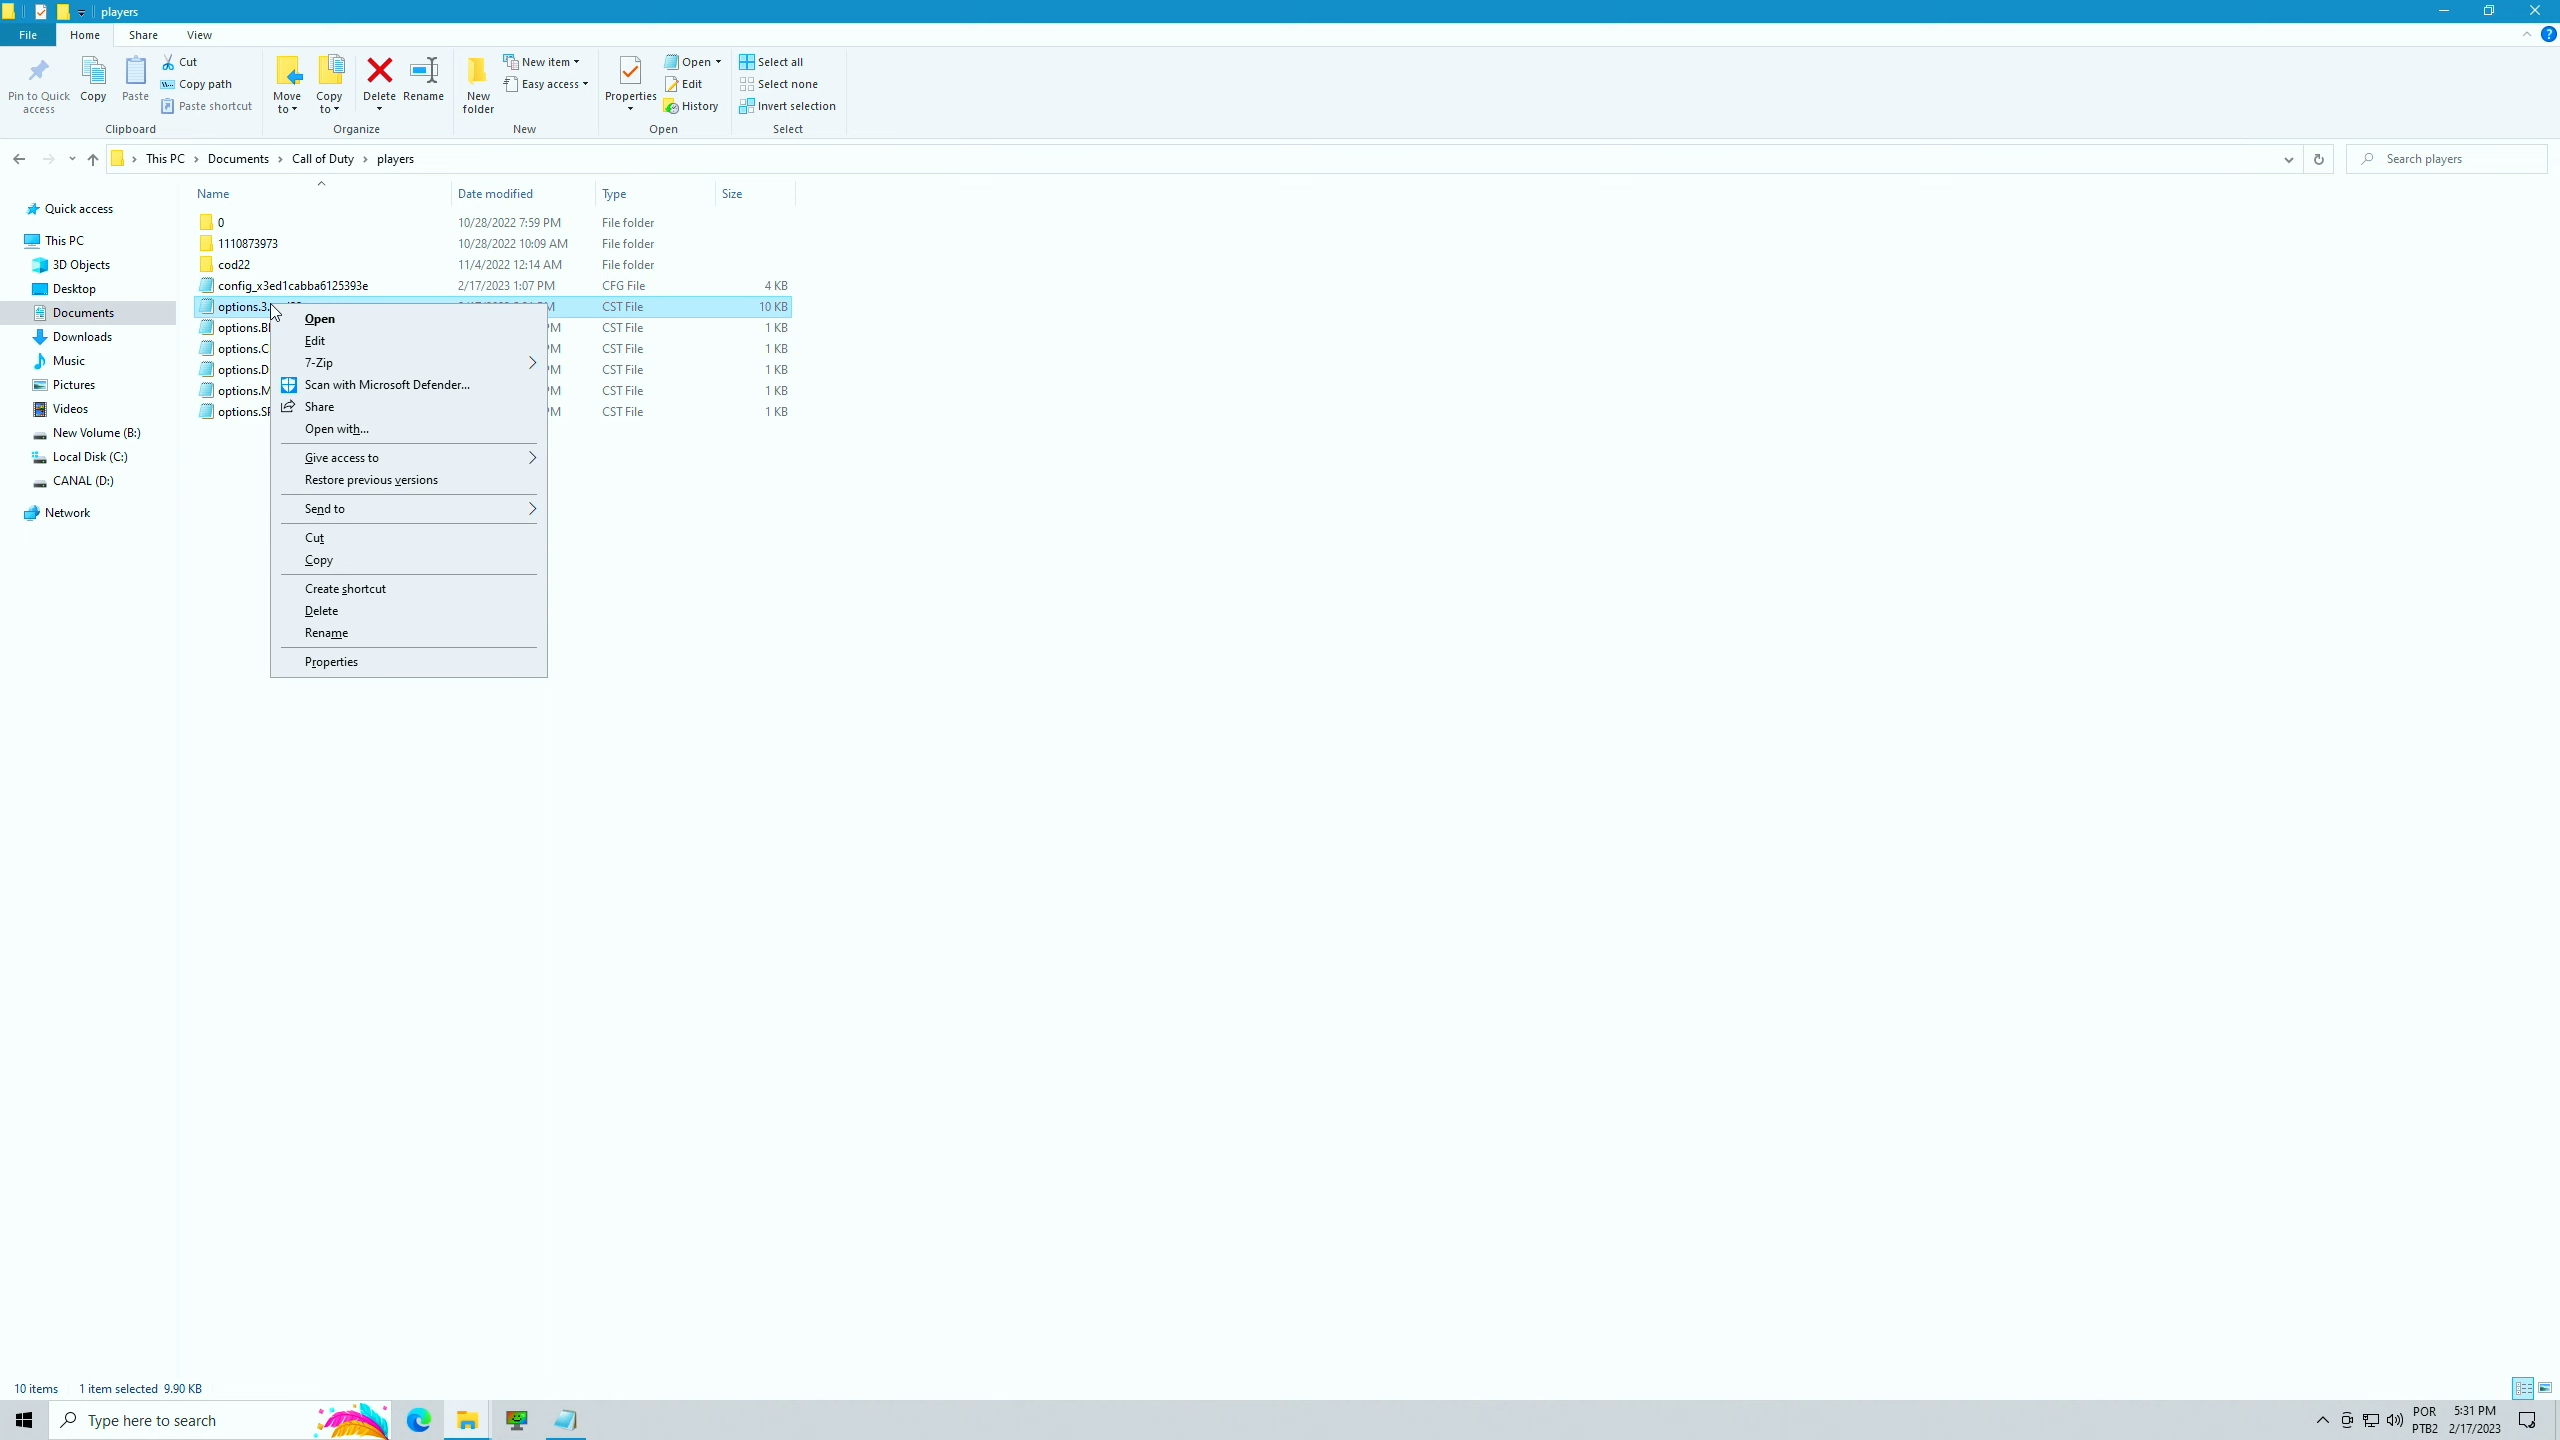 players
File Home Share View
Pin to Quick access
Copy
Paste
Cut
Copy path
Paste shortcut
Clipboard
Move to
Copy to
Delete
Rename
Organize
New folder
New item
Easy access
New
Properties
Open
Edit
History
Open
Select all
Select none
Invert selection
Select
This PC › Documents › Call of Duty › players
Search players
Name Date modified Type Size
0 10/28/2022 7:59 PM File folder
1110873973 10/28/2022 10:09 AM File folder
cod22 11/4/2022 12:14 AM File folder
config_x3ed1cabba6125393e 2/17/2023 1:07 PM CFG File 4 KB
options.3. CST File 10 KB
CST File 1 KB
options.C CST File 1 KB
options.D CST File 1 KB
options.M CST File 1 KB
CST File 1 KB
Quick access
This PC
3D Objects
Desktop
Documents
Downloads
Music
Pictures
Videos
New Volume (B:)
Local Disk (C:)
CANAL (D:)
Network
Open
Edit
7-Zip
Scan with Microsoft Defender...
Share
Open with...
Give access to
Restore previous versions
Send to
Cut
Copy
Create shortcut
Delete
Rename
Properties
10 items 1 item selected 9.90 KB
Type here to search
POR
PTB2
5:31 PM
2/17/2023